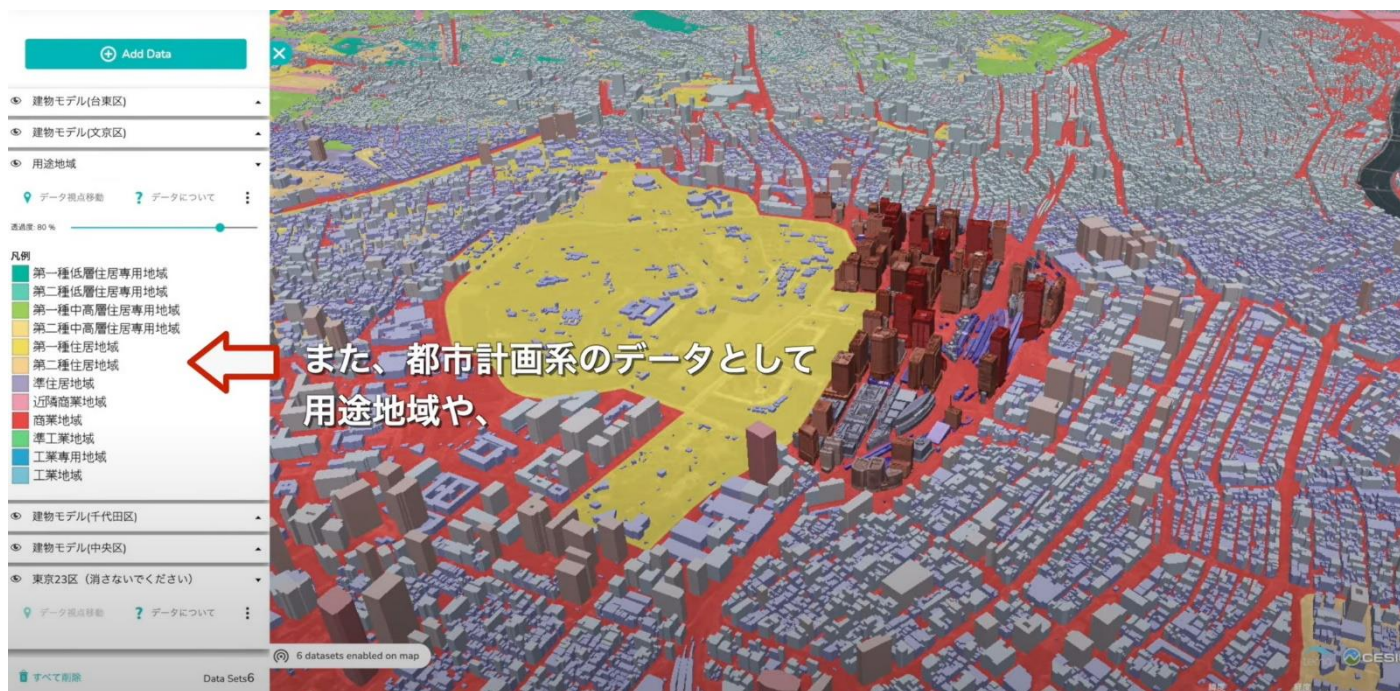 Add Data
建物モデル(台東区)
建物モデル(文京区)
用途地域
データ視点移動
? データについて
透過度: 80 %
凡例
第一種低層住居専用地域
第二種低層住居専用地域
第一種中高層住居専用地域
第二種中高層住居専用地域
第一種住居地域
第二種住居地域
準住居地域
近隣商業地域
商業地域
準工業地域
工業専用地域
工業地域
建物モデル(千代田区)
建物モデル(中央区)
東京23区（消さないでください）
データ視点移動
? データについて
すべて削除
Data Sets6
また、都市計画系のデータとして
用途地域や、
6 datasets enabled on map